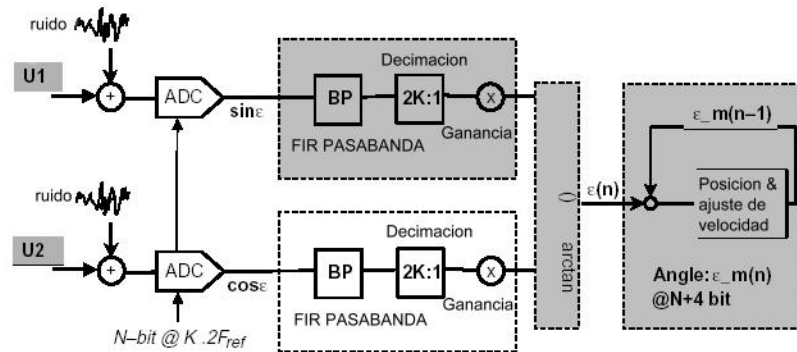 ruido
U1
+
ADC
sinε
Decimacion
BP
2K:1
x
Ganancia
FIR PASABANDA
ruido
U2
+
ADC
cosε
N–bit @ K .2Fref
Decimacion
BP
2K:1
x
Ganancia
FIR PASABANDA
() arctan
ε(n)
ε_m(n–1)
Posicion &
ajuste de
velocidad
Angle: ε_m(n)
@N+4 bit